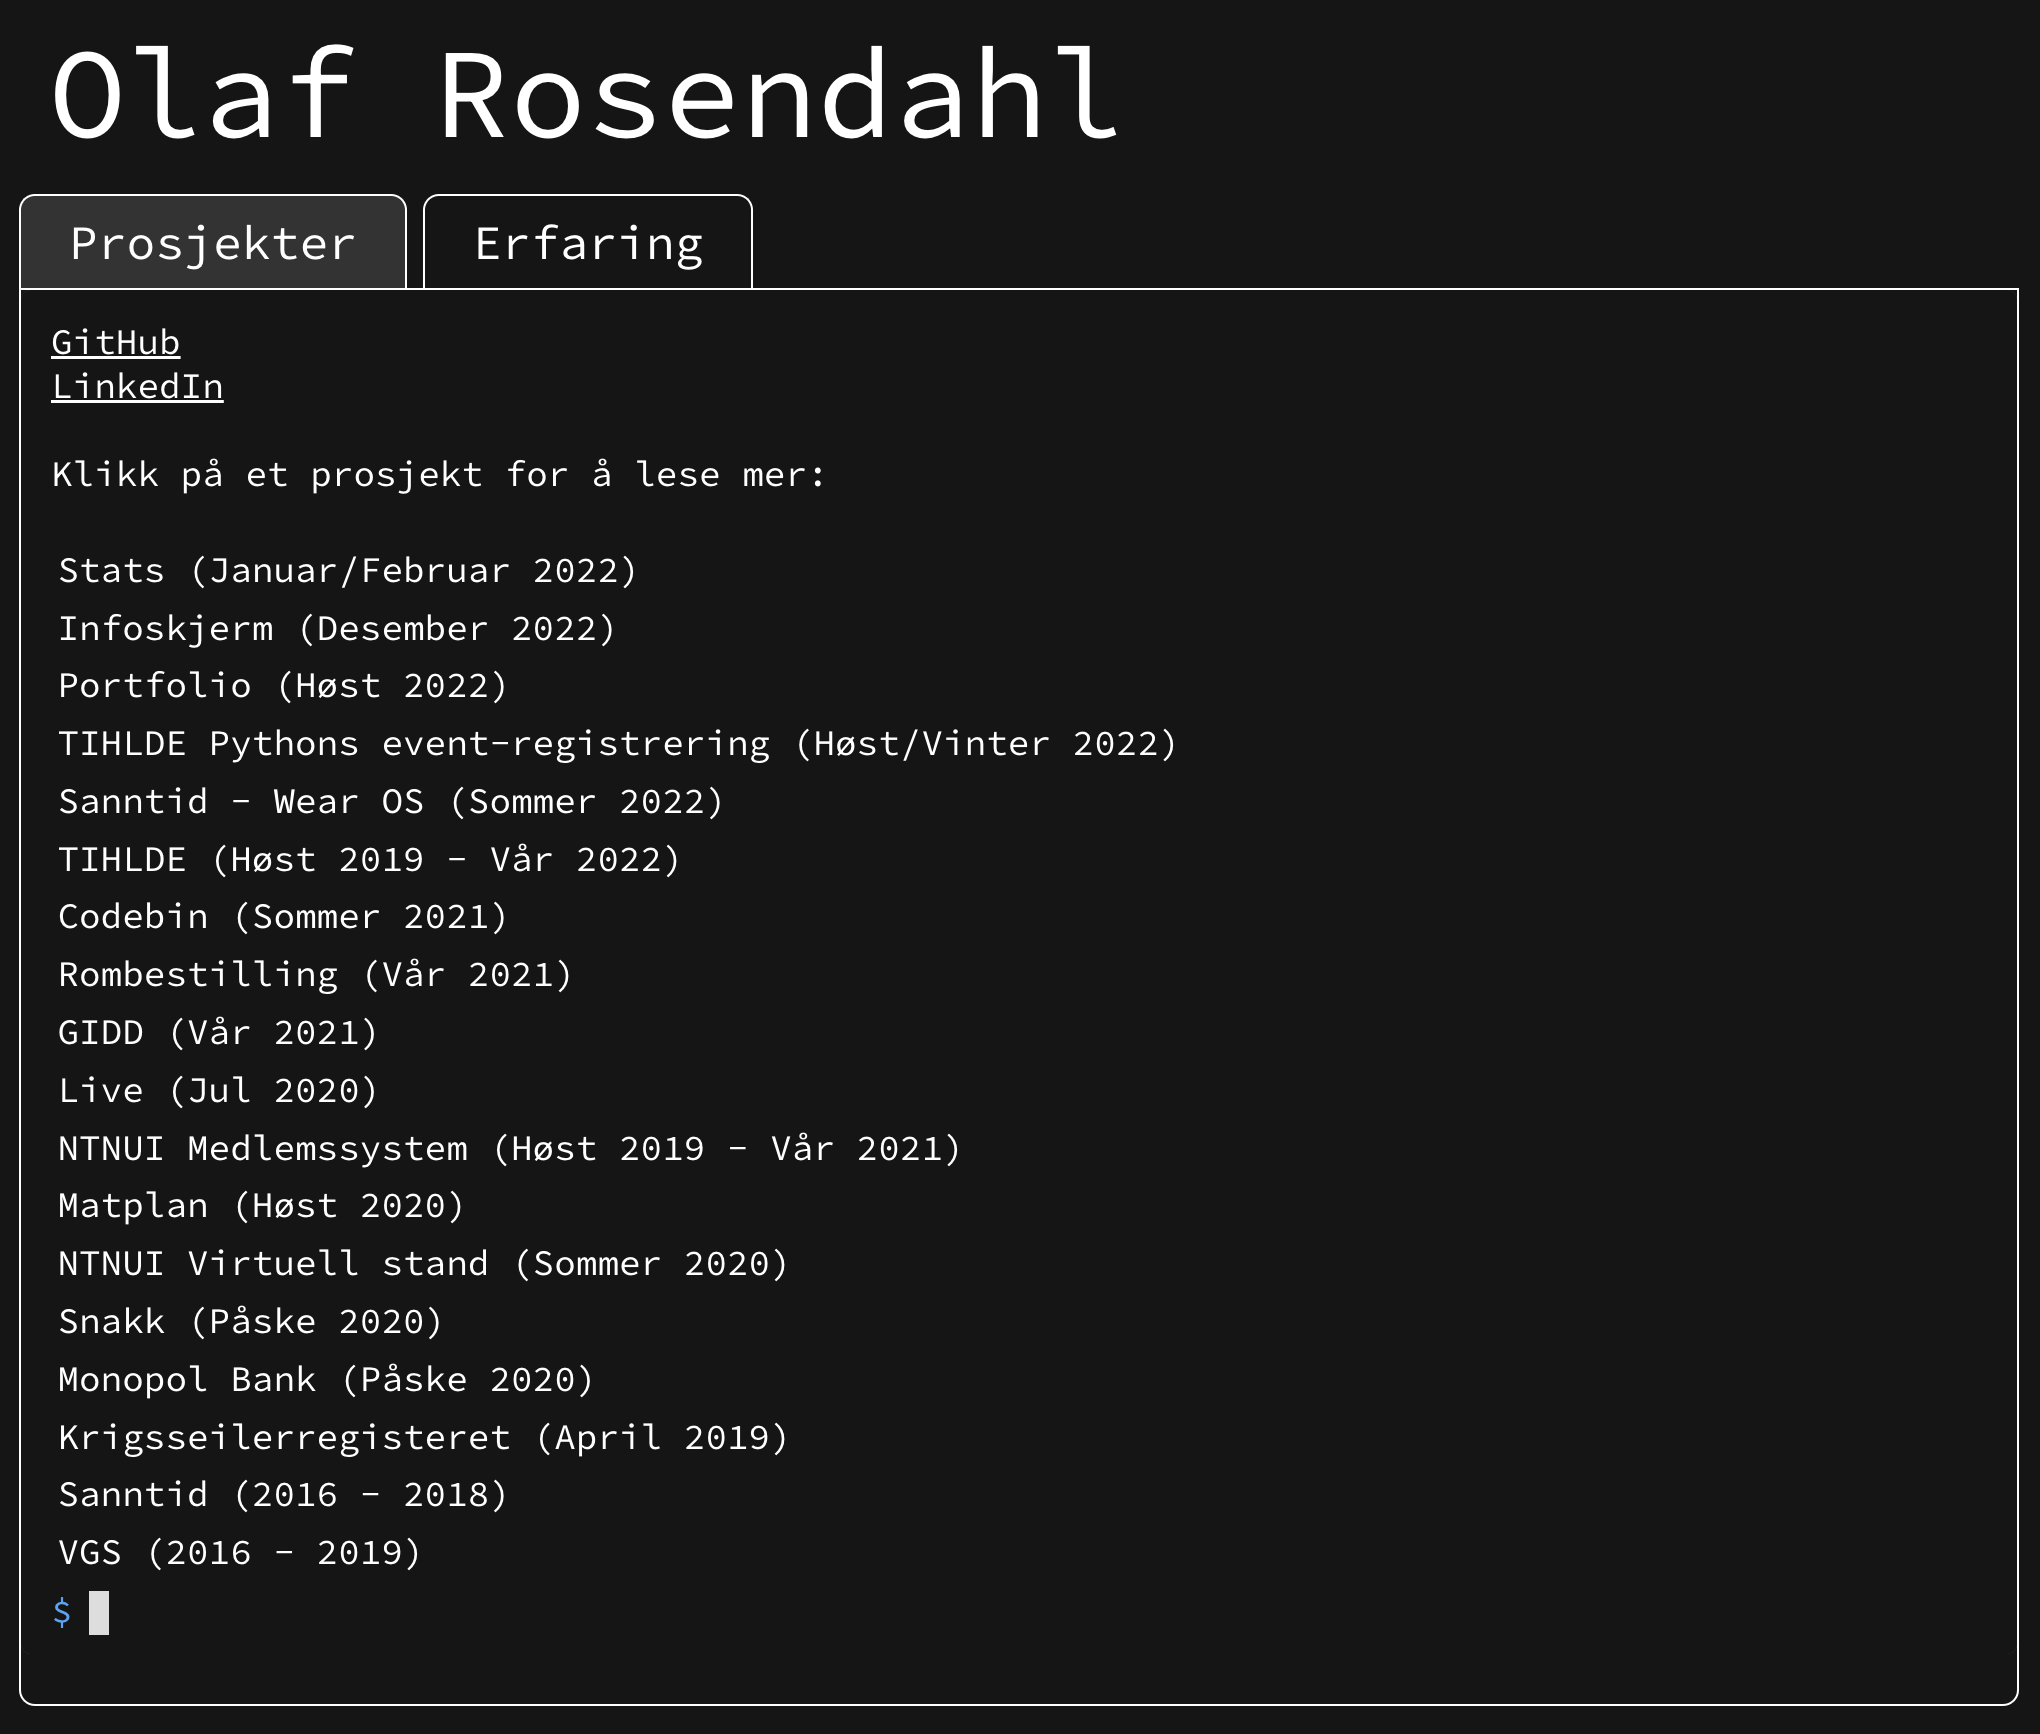 Olaf Rosendahl
Prosjekter
Erfaring
GitHub
LinkedIn
Klikk på et prosjekt for å lese mer:
Stats (Januar/Februar 2022)
Infoskjerm (Desember 2022)
Portfolio (Høst 2022)
TIHLDE Pythons event-registrering (Høst/Vinter 2022)
Sanntid - Wear OS (Sommer 2022)
TIHLDE (Høst 2019 - Vår 2022)
Codebin (Sommer 2021)
Rombestilling (Vår 2021)
GIDD (Vår 2021)
Live (Jul 2020)
NTNUI Medlemssystem (Høst 2019 - Vår 2021)
Matplan (Høst 2020)
NTNUI Virtuell stand (Sommer 2020)
Snakk (Påske 2020)
Monopol Bank (Påske 2020)
Krigsseilerregisteret (April 2019)
Sanntid (2016 - 2018)
VGS (2016 - 2019)
$